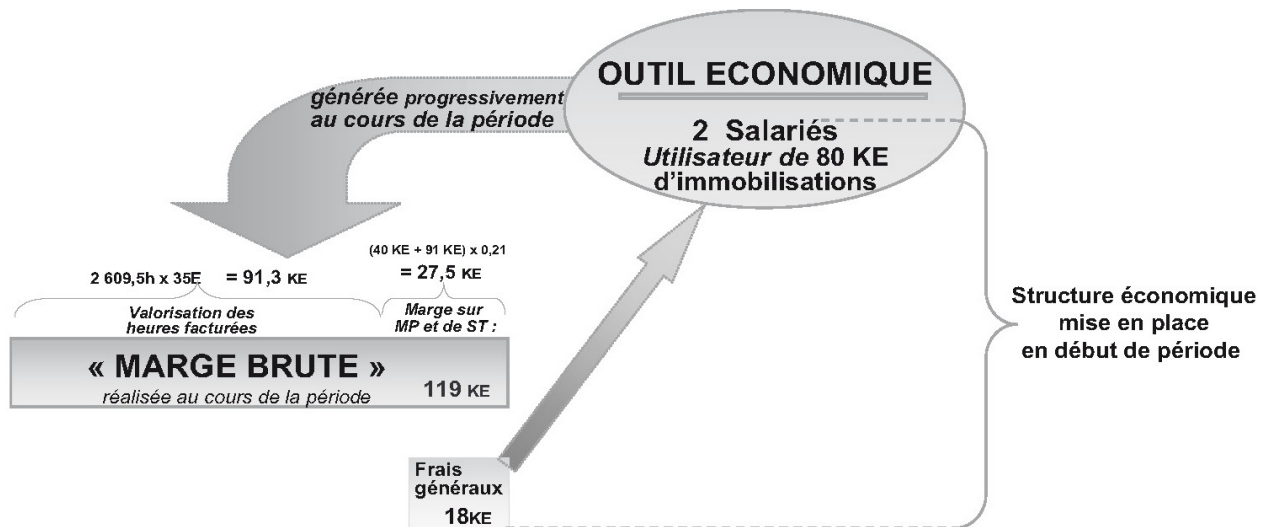 OUTIL ECONOMIQUE
générée progressivement
au cours de la période
2 Salariés
Utilisateur de 80 KE
d’immobilisations
(40 KE + 91 KE) x 0,21
2 609,5h x 35E = 91,3 KE
= 27,5 KE
Valorisation des
heures facturées
Marge sur
MP et de ST :
« MARGE BRUTE »
réalisée au cours de la période
119 KE
Structure économique
mise en place
en début de période
Frais
généraux
18KE